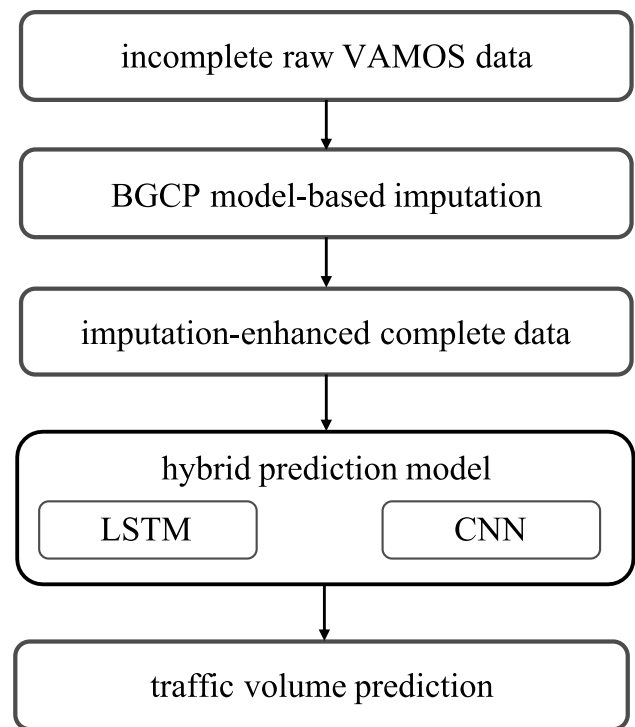 incomplete raw VAMOS data
BGCP model-based imputation
imputation-enhanced complete data
hybrid prediction model
LSTM
CNN
traffic volume prediction